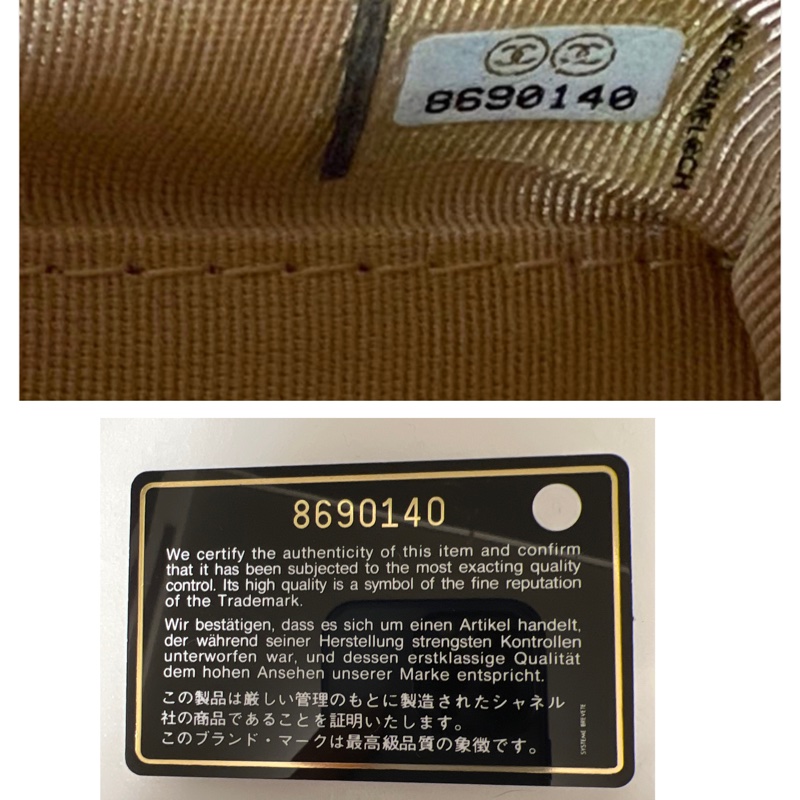 8690140
8690140
We certify the authenticity of this item and confirm
that it has been subjected to the most exacting quality
control. Its high quality is a symbol of the fine reputation
of the Trademark.
Wir bestätigen, dass es sich um einen Artikel handelt,
der während seiner Herstellung strengsten Kontrollen
unterworfen war, und dessen erstklassige Qualität
dem hohen Ansehen unserer Marke entspricht.
この製品は厳しい管理のもとに製造されたシャネル
社の商品であることを証明いたします。
このブランド・マークは最高級品質の象徴です。
SYSTEME BREVETE